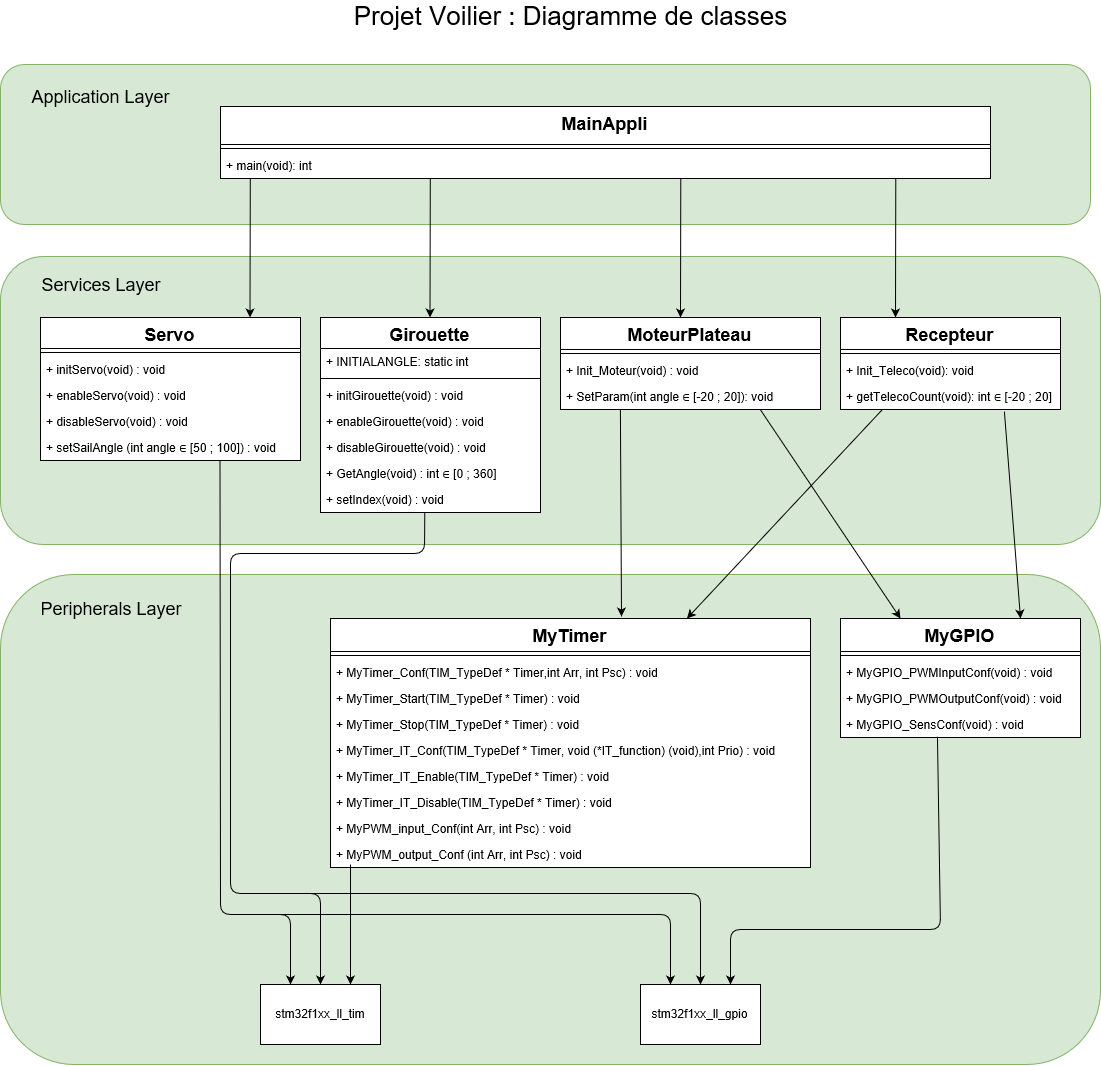 Projet Voilier : Diagramme de classes
Application Layer
MainAppli
+ main(void): int
Services Layer
Servo
+ initServo(void) : void
+ enableServo(void) : void
+ disableServo(void) : void
+ setSailAngle (int angle ∈ [50 ; 100]) : void
Girouette
+ INITIALANGLE: static int
+ initGirouette(void) : void
+ enableGirouette(void) : void
+ disableGirouette(void) : void
+ GetAngle(void) : int ∈ [0 ; 360]
+ setIndex(void) : void
MoteurPlateau
+ Init_Moteur(void) : void
+ SetParam(int angle ∈ [-20 ; 20]): void
Recepteur
+ Init_Teleco(void): void
+ getTelecoCount(void): int ∈ [-20 ; 20]
Peripherals Layer
MyTimer
+ MyTimer_Conf(TIM_TypeDef * Timer,int Arr, int Psc) : void
+ MyTimer_Start(TIM_TypeDef * Timer) : void
+ MyTimer_Stop(TIM_TypeDef * Timer) : void
+ MyTimer_IT_Conf(TIM_TypeDef * Timer, void (*IT_function) (void),int Prio) : void
+ MyTimer_IT_Enable(TIM_TypeDef * Timer) : void
+ MyTimer_IT_Disable(TIM_TypeDef * Timer) : void
+ MyPWM_input_Conf(int Arr, int Psc) : void
+ MyPWM_output_Conf (int Arr, int Psc) : void
MyGPIO
+ MyGPIO_PWMInputConf(void) : void
+ MyGPIO_PWMOutputConf(void) : void
+ MyGPIO_SensConf(void) : void
stm32f1xx_ll_tim
stm32f1xx_ll_gpio